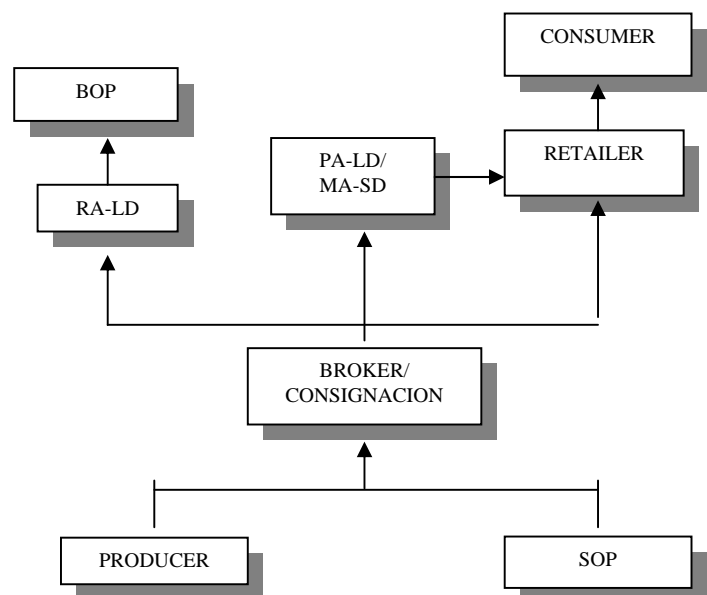 CONSUMER
BOP
PA-LD/
MA-SD
RETAILER
RA-LD
BROKER/
CONSIGNACION
PRODUCER
SOP